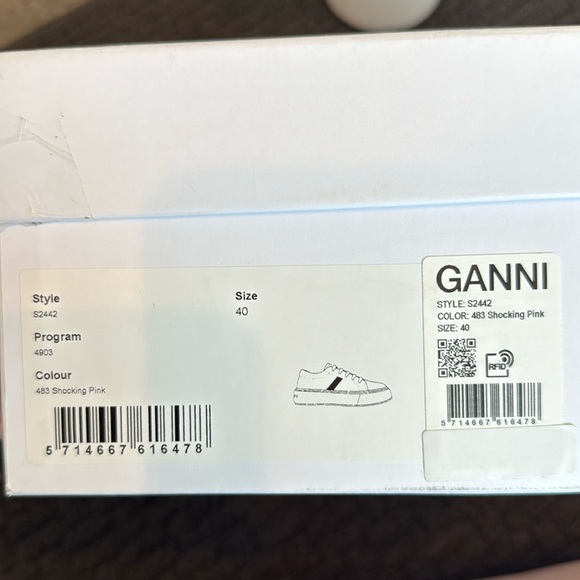 Style
S2442
Program
4903
Colour
483 Shocking Pink
5 714667 616478
Size
40
GANNI
STYLE: S2442
COLOR: 483 Shocking Pink
SIZE: 40
RFID
5 714667 616478